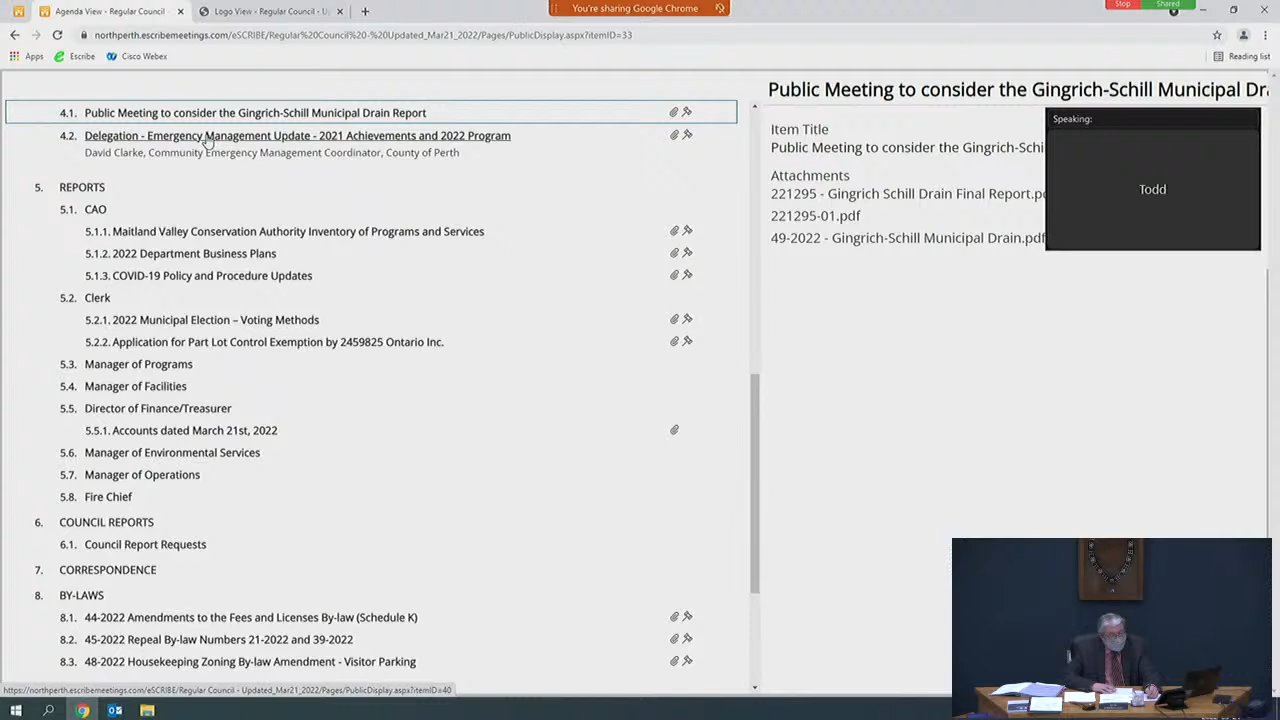 Agenda View - Regular Council -
Logo View - Regular Council - U
You're sharing Google Chrome
Stop
Shared
northperth.escribemeetings.com/eSCRIBE/Regular%20Council%20-%20Updated_Mar21_2022/Pages/PublicDisplay.aspx?itemID=33
Apps
Escribe
Cisco Webex
Reading list
4.1. Public Meeting to consider the Gingrich-Schill Municipal Drain Report
4.2. Delegation - Emergency Management Update - 2021 Achievements and 2022 Program
David Clarke, Community Emergency Management Coordinator, County of Perth
5. REPORTS
5.1. CAO
5.1.1. Maitland Valley Conservation Authority Inventory of Programs and Services
5.1.2. 2022 Department Business Plans
5.1.3. COVID-19 Policy and Procedure Updates
5.2. Clerk
5.2.1. 2022 Municipal Election – Voting Methods
5.2.2. Application for Part Lot Control Exemption by 2459825 Ontario Inc.
5.3. Manager of Programs
5.4. Manager of Facilities
5.5. Director of Finance/Treasurer
5.5.1. Accounts dated March 21st, 2022
5.6. Manager of Environmental Services
5.7. Manager of Operations
5.8. Fire Chief
6. COUNCIL REPORTS
6.1. Council Report Requests
7. CORRESPONDENCE
8. BY-LAWS
8.1. 44-2022 Amendments to the Fees and Licenses By-law (Schedule K)
8.2. 45-2022 Repeal By-law Numbers 21-2022 and 39-2022
8.3. 48-2022 Housekeeping Zoning By-law Amendment - Visitor Parking
https://northperth.escribemeetings.com/eSCRIBE/Regular Council - Updated_Mar21_2022/Pages/PublicDisplay.aspx?itemID=40
Public Meeting to consider the Gingrich-Schill Municipal Dra
Item Title
Public Meeting to consider the Gingrich-Schi
Attachments
221295 - Gingrich Schill Drain Final Report.p
221295-01.pdf
49-2022 - Gingrich-Schill Municipal Drain.pdf
Speaking:
Todd